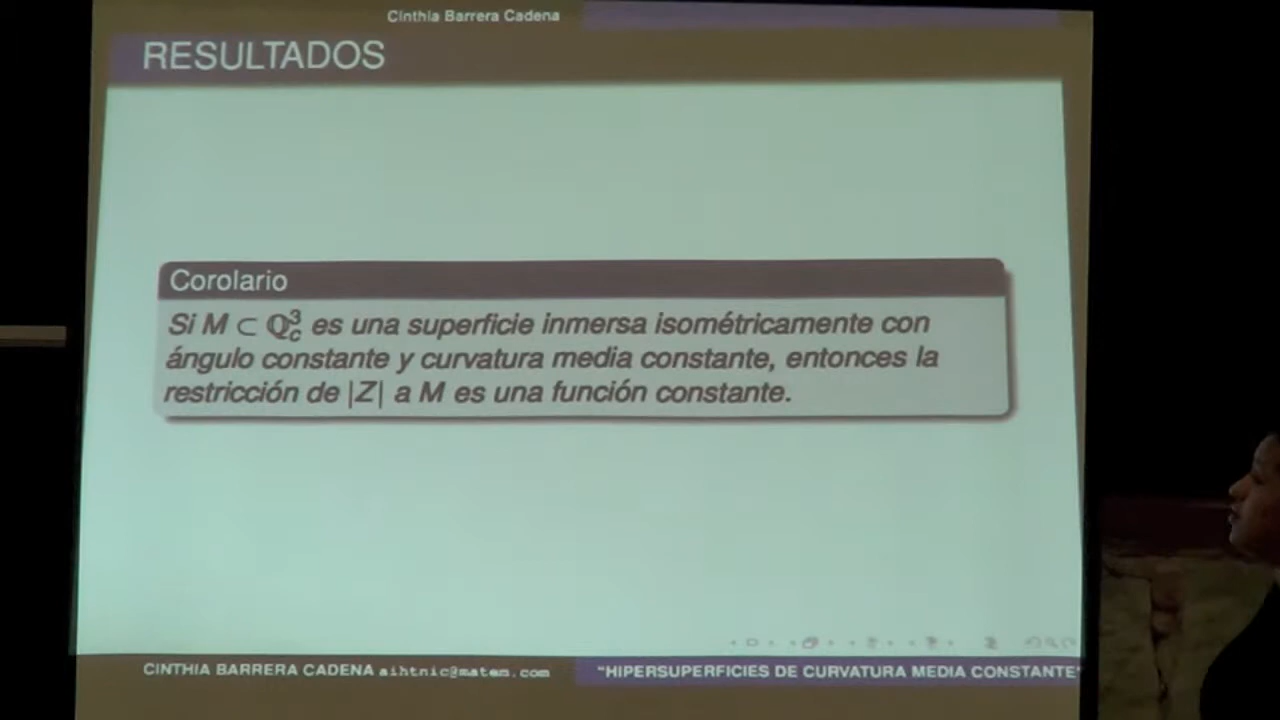 Cinthia Barrera Cadena
RESULTADOS
Corolario
Si M ⊂ ℚ³_c es una superficie inmersa isométricamente con
ángulo constante y curvatura media constante, entonces la
restricción de |Z| a M es una función constante.
CINTHIA BARRERA CADENA aihtnic@matem.com "HIPERSUPERFICIES DE CURVATURA MEDIA CONSTANTE"